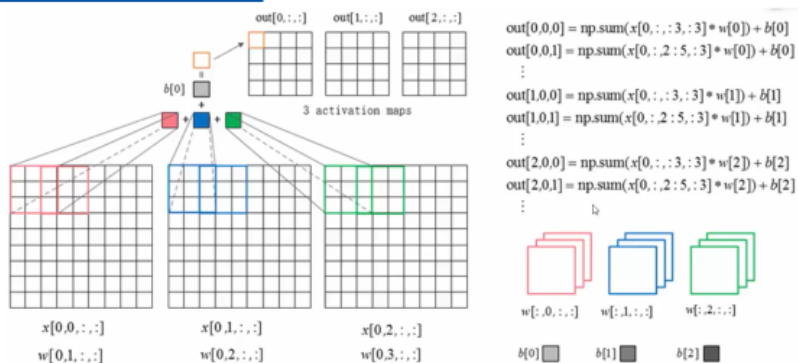 out[0,:,:] out[1,:,:] out[2,:,:]
b[0]
3 activation maps
x[0,0,:,:] x[0,1,:,:] x[0,2,:,:]
w[0,1,:,:] w[0,2,:,:] w[0,3,:,:]
out[0,0,0] = np.sum(x[0,:,:3,:3]*w[0]) + b[0]
out[0,0,1] = np.sum(x[0,:,2:5,:3]*w[0]) + b[0]
⋮
out[1,0,0] = np.sum(x[0,:,:3,:3]*w[1]) + b[1]
out[1,0,1] = np.sum(x[0,:,2:5,:3]*w[1]) + b[1]
⋮
out[2,0,0] = np.sum(x[0,:,:3,:3]*w[2]) + b[2]
out[2,0,1] = np.sum(x[0,:,2:5,:3]*w[2]) + b[2]
⋮
w[:,0,:,:] w[:,1,:,:] w[:,2,:,:]
b[0] b[1] b[2]